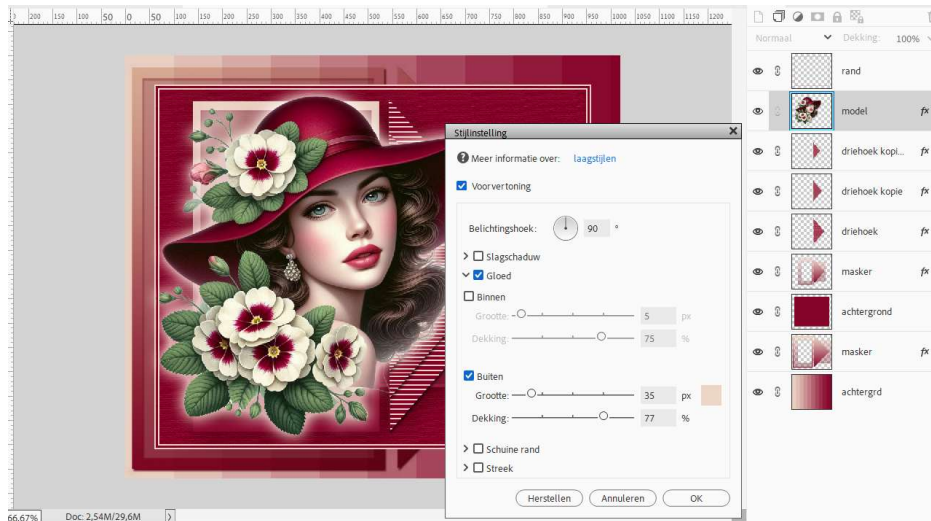 50 100 150 200 250 300 350 400 450 500 550 600 650 700 750 800 850 900 950 1000 1050 1100 1150 1200
100 50 0
Normaal Dekking: 100%
rand
model fx
driehoek kopi... fx
driehoek kopie fx
driehoek fx
masker fx
achtergrond
masker fx
achtergrd
Stijlinstelling
Meer informatie over: laagstijlen
Voorvertoning
Belichtingshoek: 90 °
Slagschaduw
Gloed
Binnen
Grootte: 5 px
Dekking: 75 %
Buiten
Grootte: 35 px
Dekking: 77 %
Schuine rand
Streek
Herstellen Annuleren OK
66,67% Doc: 2,54M/29,6M